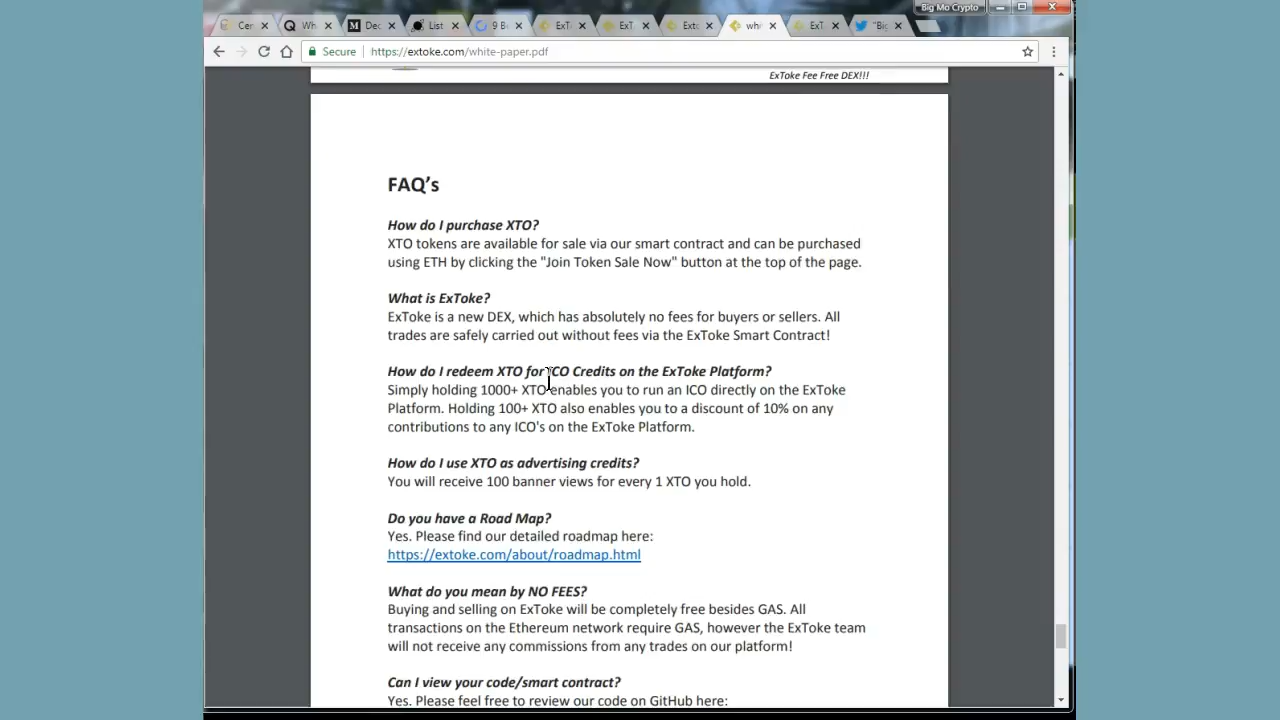 Big Mo Crypto
Cer
Wh
Dec
List
9 B
ExT
ExT
Exto
whi
ExT
"Big
Secure
https://extoke.com/white-paper.pdf
ExToke Fee Free DEX!!!
FAQ's
How do I purchase XTO?
XTO tokens are available for sale via our smart contract and can be purchased
using ETH by clicking the "Join Token Sale Now" button at the top of the page.
What is ExToke?
ExToke is a new DEX, which has absolutely no fees for buyers or sellers. All
trades are safely carried out without fees via the ExToke Smart Contract!
How do I redeem XTO for ICO Credits on the ExToke Platform?
Simply holding 1000+ XTO enables you to run an ICO directly on the ExToke
Platform. Holding 100+ XTO also enables you to a discount of 10% on any
contributions to any ICO's on the ExToke Platform.
How do I use XTO as advertising credits?
You will receive 100 banner views for every 1 XTO you hold.
Do you have a Road Map?
Yes. Please find our detailed roadmap here:
https://extoke.com/about/roadmap.html
What do you mean by NO FEES?
Buying and selling on ExToke will be completely free besides GAS. All
transactions on the Ethereum network require GAS, however the ExToke team
will not receive any commissions from any trades on our platform!
Can I view your code/smart contract?
Yes. Please feel free to review our code on GitHub here: